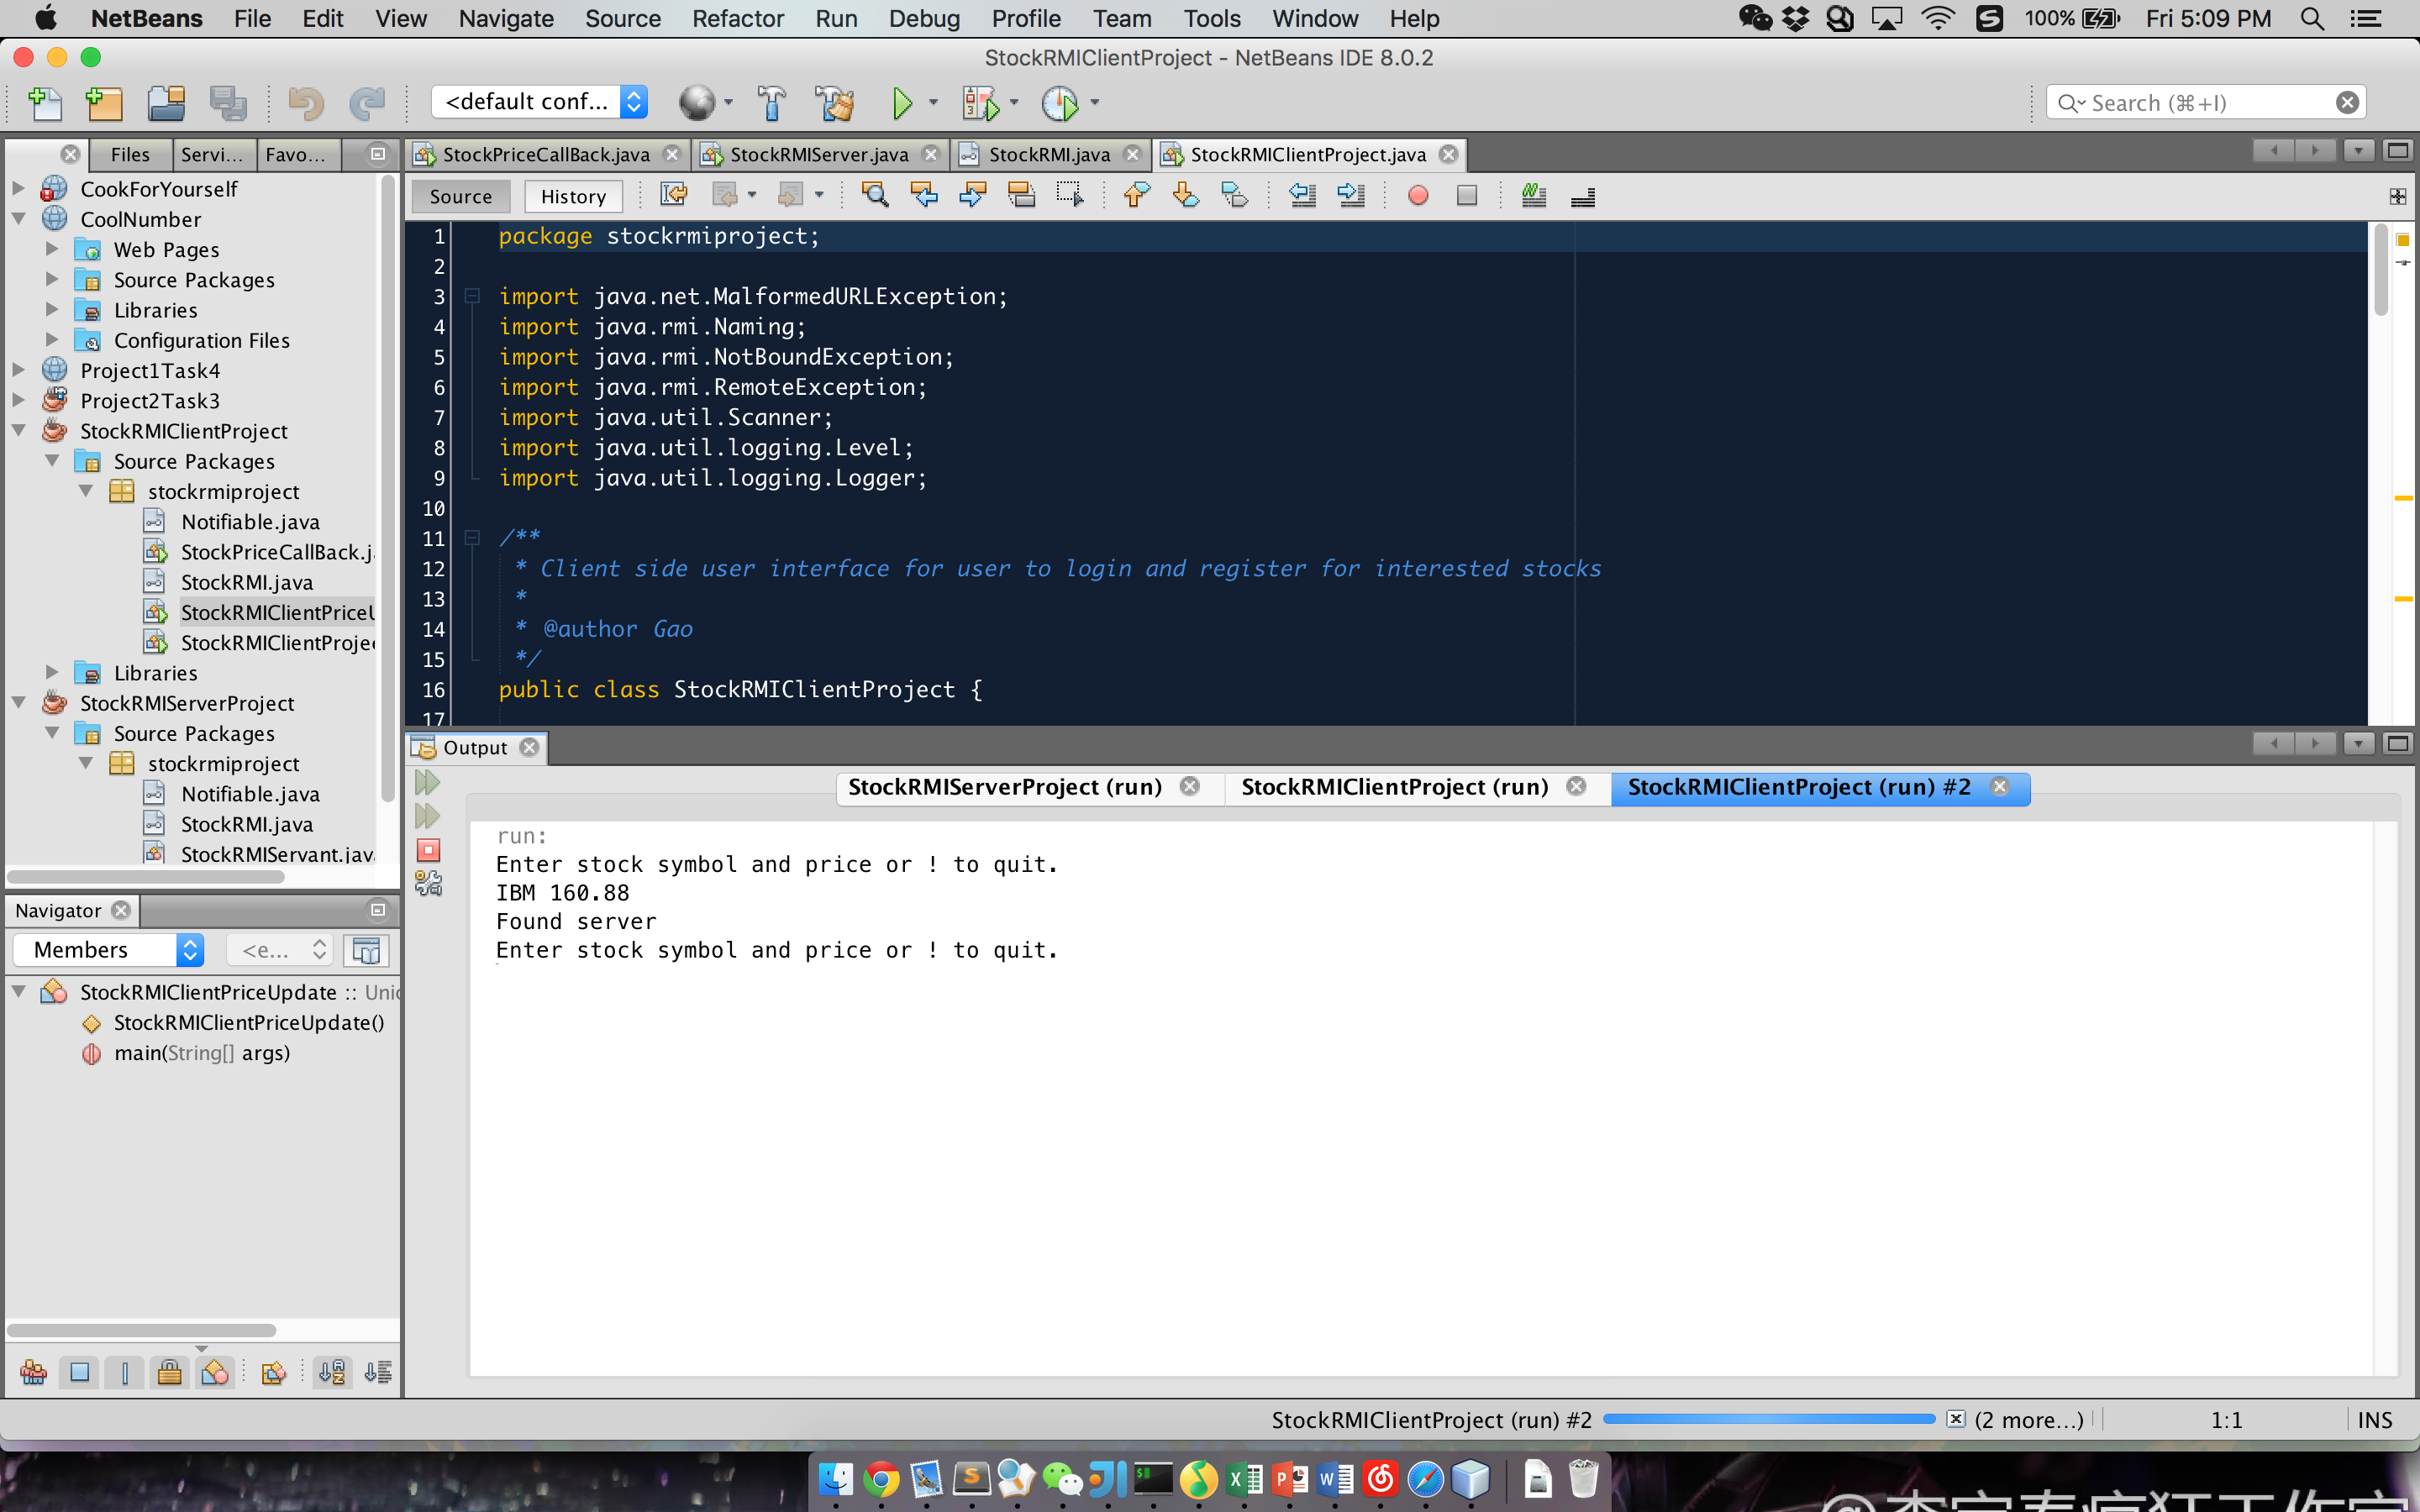 NetBeans File Edit View Navigate Source Refactor Run Debug Profile Team Tools Window Help 100% Fri 5:09 PM
StockRMIClientProject - NetBeans IDE 8.0.2
<default conf... Search (⌘+I)
Files Servi... Favo...
StockPriceCallBack.java StockRMIServer.java StockRMI.java StockRMIClientProject.java
Source History
CookForYourself
CoolNumber
Web Pages
Source Packages
Libraries
Configuration Files
Project1Task4
Project2Task3
StockRMIClientProject
Source Packages
stockrmiproject
Notifiable.java
StockPriceCallBack.j
StockRMI.java
StockRMIClientPriceU
StockRMIClientProje
Libraries
StockRMIServerProject
Source Packages
stockrmiproject
Notifiable.java
StockRMI.java
StockRMIServant.jav
1 package stockrmiproject;
2
3 import java.net.MalformedURLException;
4 import java.rmi.Naming;
5 import java.rmi.NotBoundException;
6 import java.rmi.RemoteException;
7 import java.util.Scanner;
8 import java.util.logging.Level;
9 import java.util.logging.Logger;
10
11 /**
12 * Client side user interface for user to login and register for interested stocks
13 *
14 * @author Gao
15 */
16 public class StockRMIClientProject {
17
Output
StockRMIServerProject (run) StockRMIClientProject (run) StockRMIClientProject (run) #2
run:
Enter stock symbol and price or ! to quit.
IBM 160.88
Found server
Enter stock symbol and price or ! to quit.
Navigator
Members <e...
StockRMIClientPriceUpdate :: Unic
StockRMIClientPriceUpdate()
main(String[] args)
StockRMIClientProject (run) #2 (2 more...) 1:1 INS